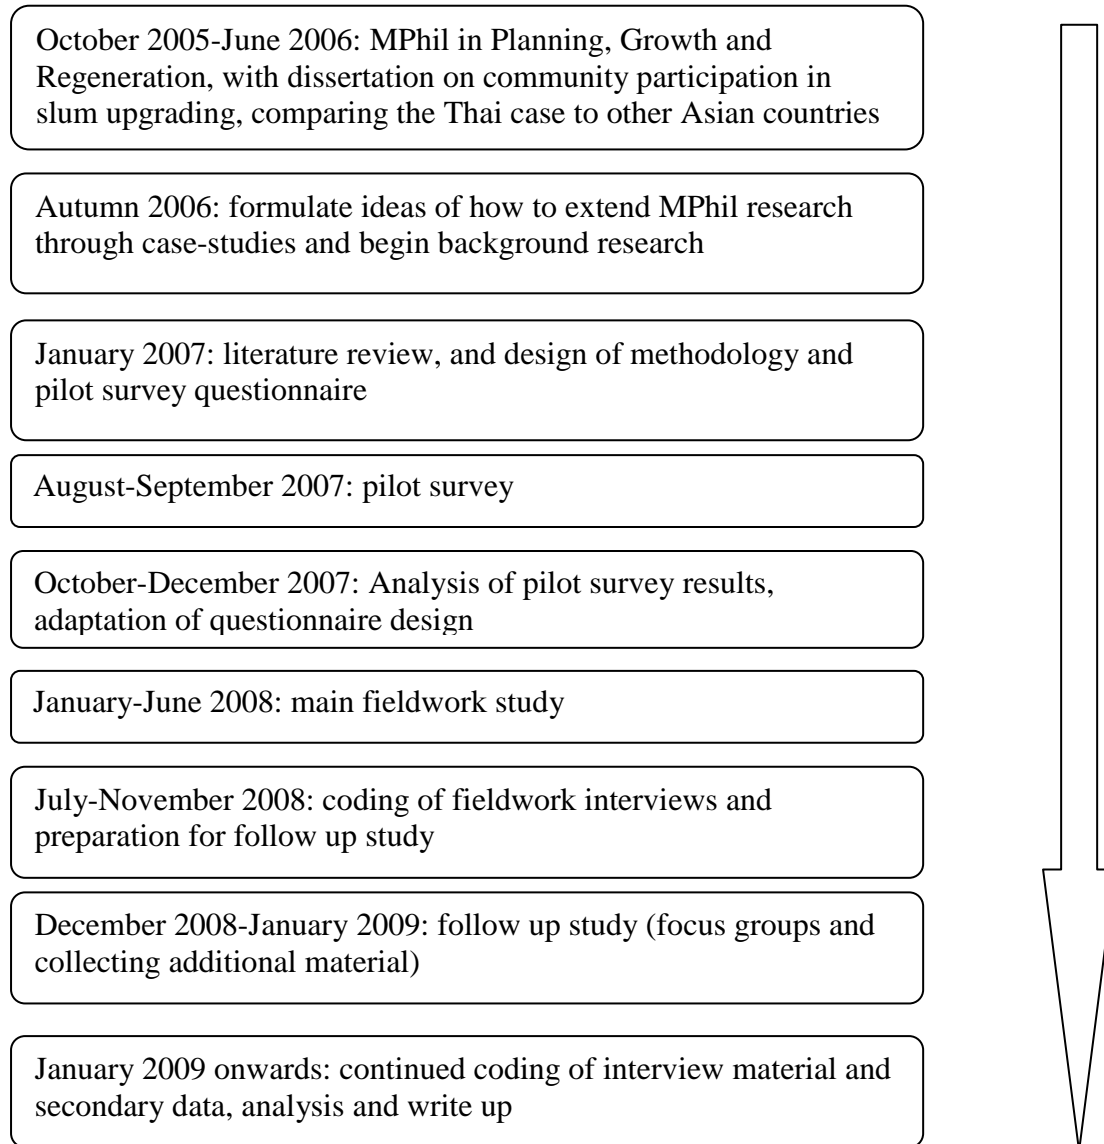 October 2005-June 2006: MPhil in Planning, Growth and
Regeneration, with dissertation on community participation in
slum upgrading, comparing the Thai case to other Asian countries
Autumn 2006: formulate ideas of how to extend MPhil research
through case-studies and begin background research
January 2007: literature review, and design of methodology and
pilot survey questionnaire
August-September 2007: pilot survey
October-December 2007: Analysis of pilot survey results,
adaptation of questionnaire design
January-June 2008: main fieldwork study
July-November 2008: coding of fieldwork interviews and
preparation for follow up study
December 2008-January 2009: follow up study (focus groups and
collecting additional material)
January 2009 onwards: continued coding of interview material and
secondary data, analysis and write up